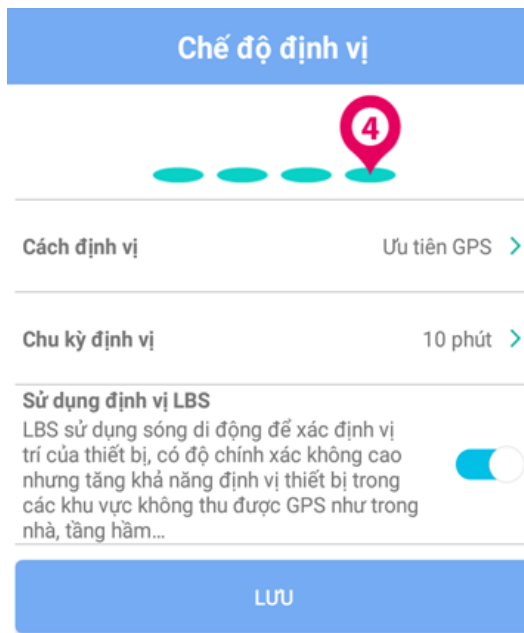 Chế độ định vị
4
Cách định vị Ưu tiên GPS
Chu kỳ định vị 10 phút
Sử dụng định vị LBS
LBS sử dụng sóng di động để xác định vị
trí của thiết bị, có độ chính xác không cao
nhưng tăng khả năng định vị thiết bị trong
các khu vực không thu được GPS như trong
nhà, tầng hầm...
LƯU